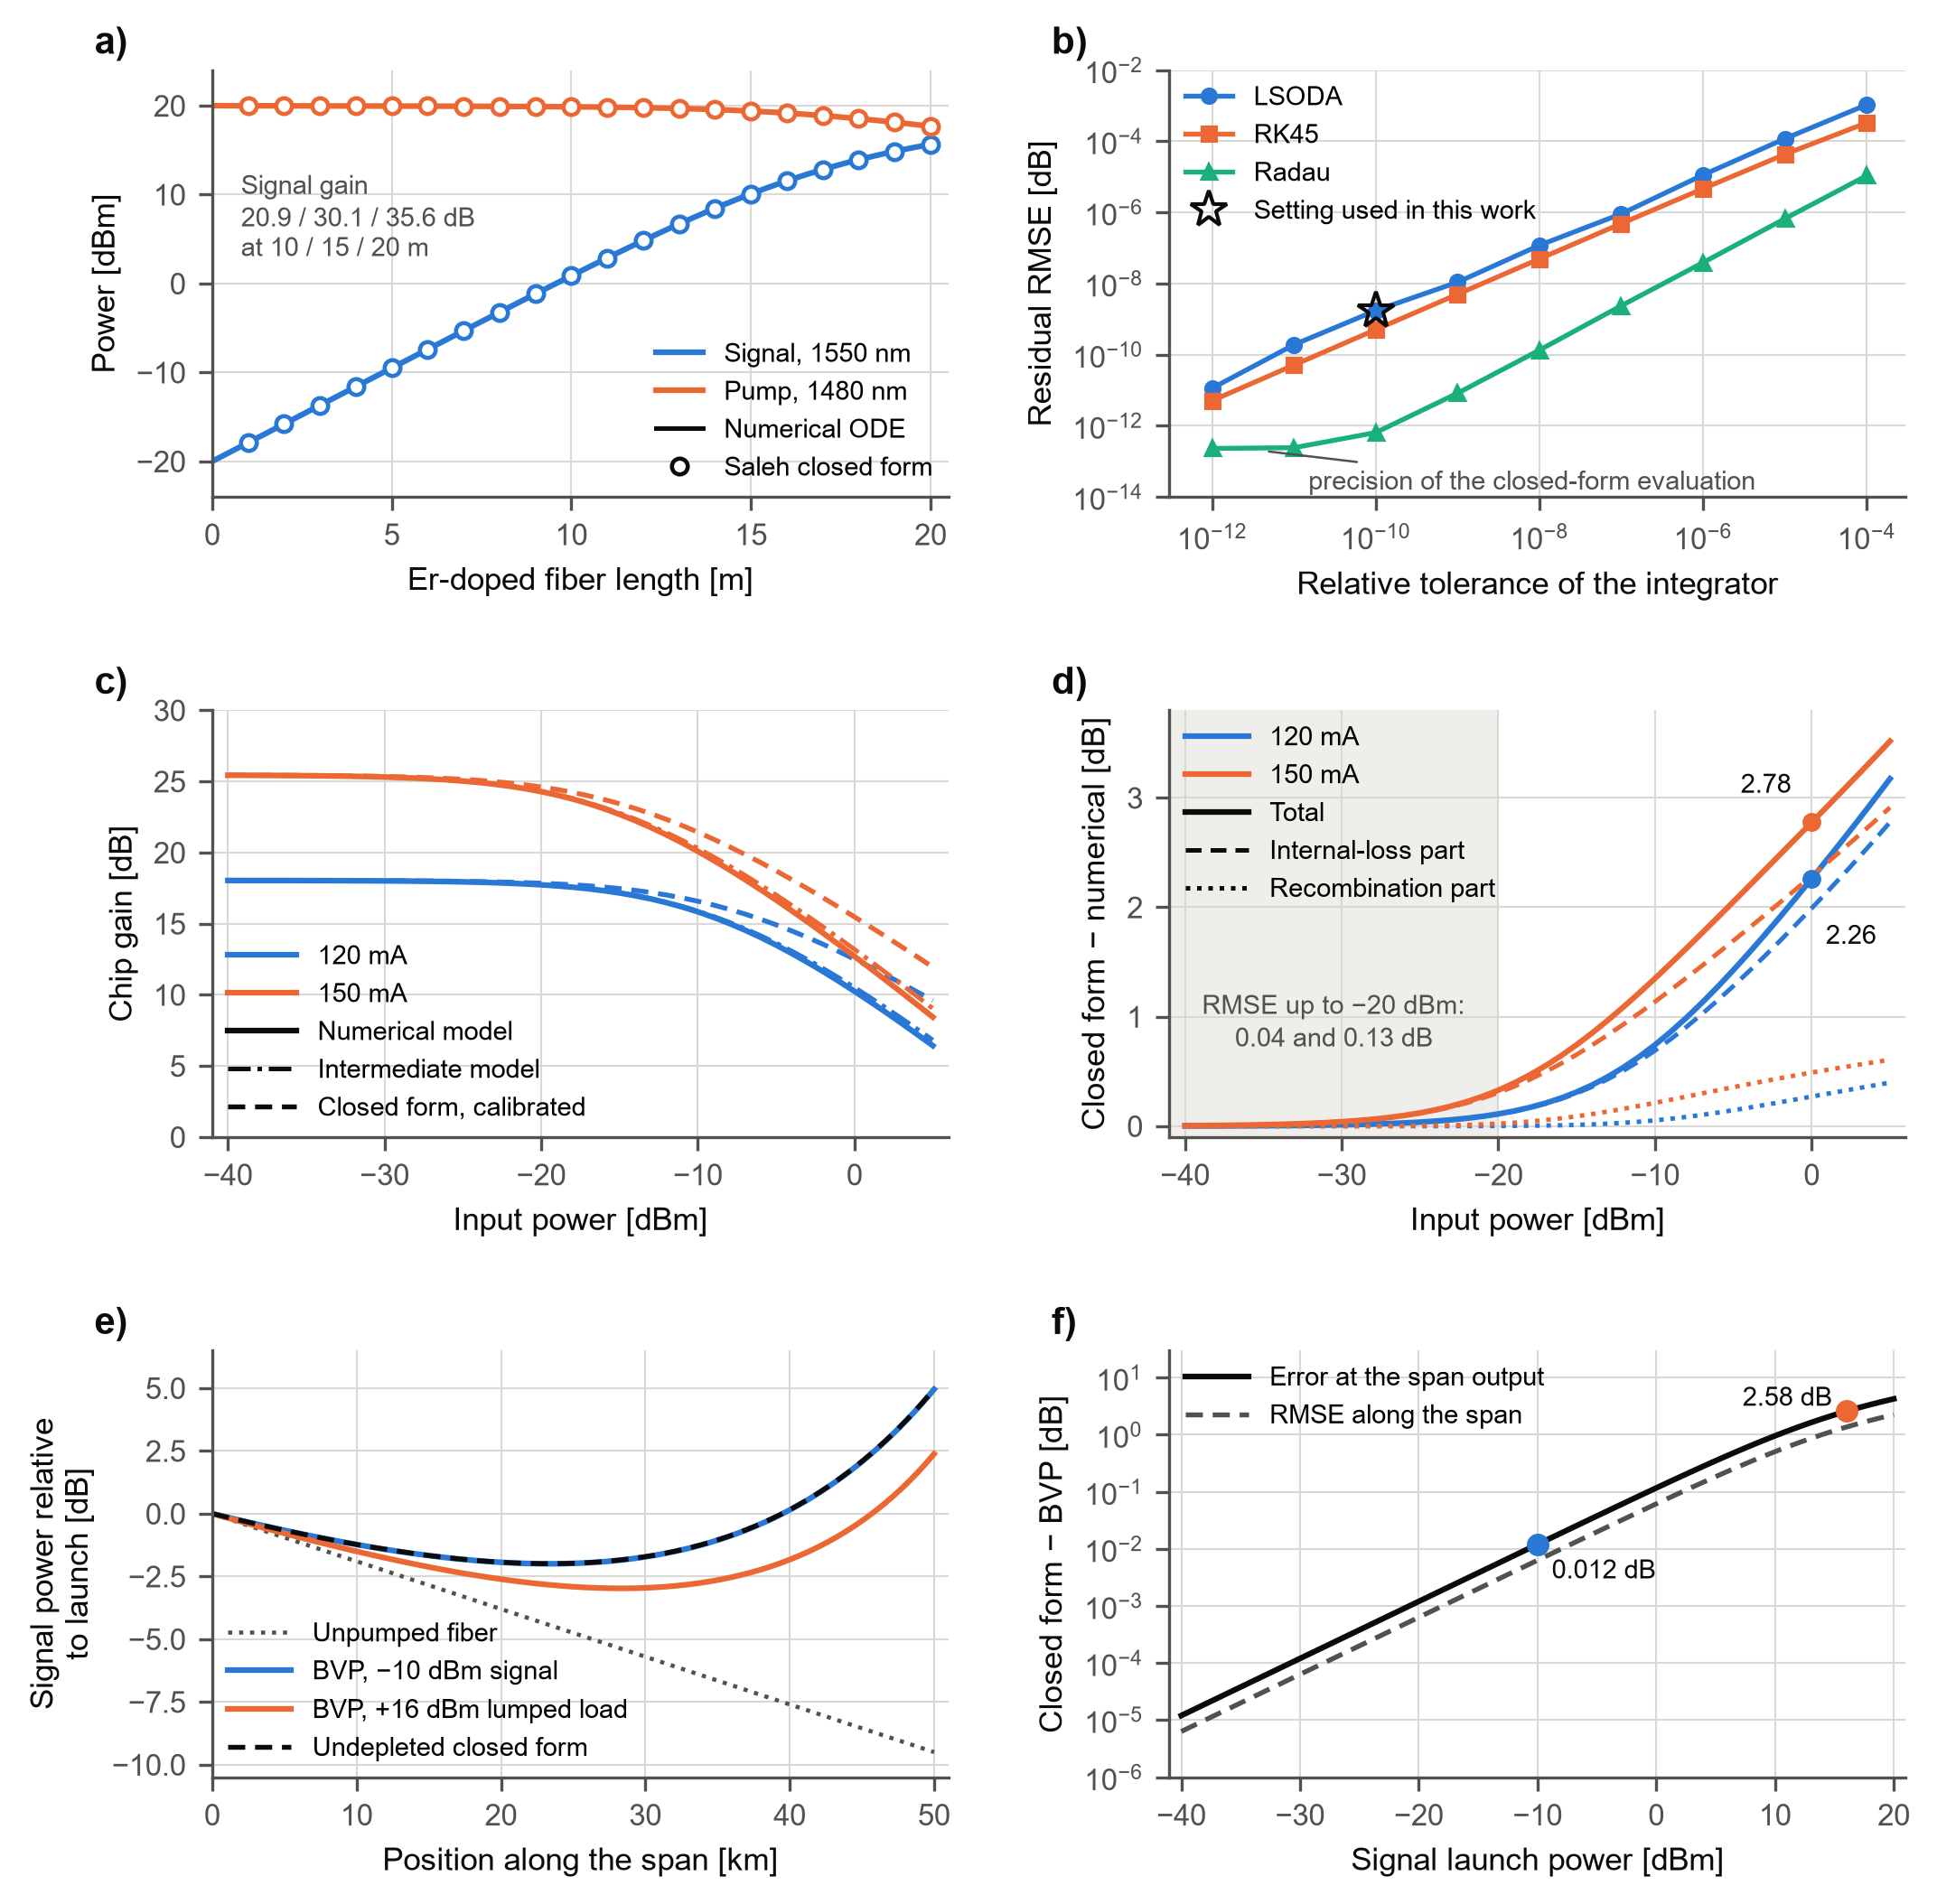 a)
Power [dBm]
20
10
0
−10
−20
Signal gain
20.9 / 30.1 / 35.6 dB
at 10 / 15 / 20 m
Signal, 1550 nm
Pump, 1480 nm
Numerical ODE
Saleh closed form
0 5 10 15 20
Er-doped fiber length [m]
b)
Residual RMSE [dB]
10⁻²
10⁻⁴
10⁻⁶
10⁻⁸
10⁻¹⁰
10⁻¹²
10⁻¹⁴
LSODA
RK45
Radau
Setting used in this work
precision of the closed-form evaluation
10⁻¹² 10⁻¹⁰ 10⁻⁸ 10⁻⁶ 10⁻⁴
Relative tolerance of the integrator
c)
Chip gain [dB]
30
25
20
15
10
5
0
120 mA
150 mA
Numerical model
Intermediate model
Closed form, calibrated
−40 −30 −20 −10 0
Input power [dBm]
d)
Closed form − numerical [dB]
3
2
1
0
120 mA
150 mA
Total
Internal-loss part
Recombination part
2.78
2.26
RMSE up to −20 dBm:
0.04 and 0.13 dB
−40 −30 −20 −10 0
Input power [dBm]
e)
Signal power relative
to launch [dB]
5.0
2.5
0.0
−2.5
−5.0
−7.5
−10.0
Unpumped fiber
BVP, −10 dBm signal
BVP, +16 dBm lumped load
Undepleted closed form
0 10 20 30 40 50
Position along the span [km]
f)
Closed form − BVP [dB]
10¹
10⁰
10⁻¹
10⁻²
10⁻³
10⁻⁴
10⁻⁵
10⁻⁶
Error at the span output
RMSE along the span
2.58 dB
0.012 dB
−40 −30 −20 −10 0 10 20
Signal launch power [dBm]